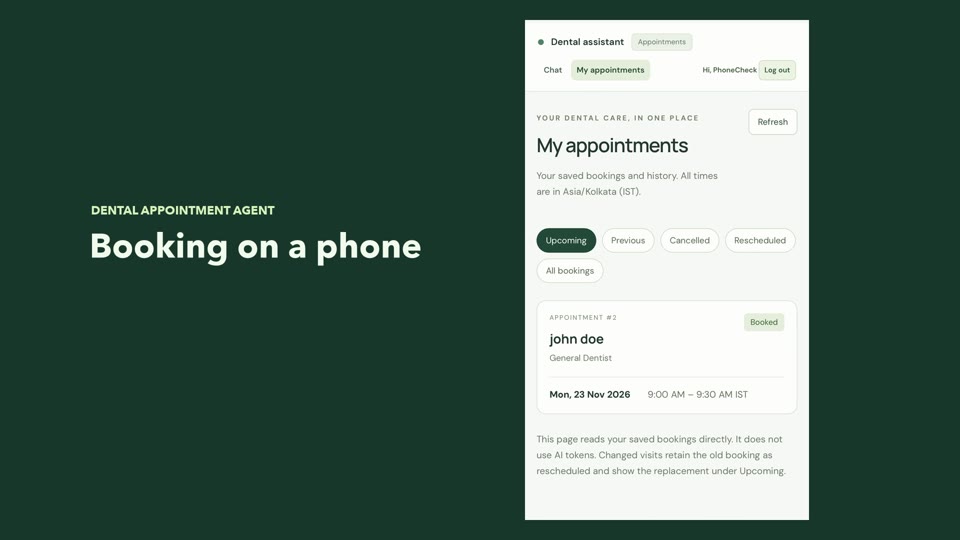 DENTAL APPOINTMENT AGENT
Booking on a phone
Dental assistant
Appointments
Chat
My appointments
Hi, PhoneCheck
Log out
YOUR DENTAL CARE, IN ONE PLACE
Refresh
My appointments
Your saved bookings and history. All times
are in Asia/Kolkata (IST).
Upcoming
Previous
Cancelled
Rescheduled
All bookings
APPOINTMENT #2
Booked
john doe
General Dentist
Mon, 23 Nov 2026
9:00 AM – 9:30 AM IST
This page reads your saved bookings directly. It does not
use AI tokens. Changed visits retain the old booking as
rescheduled and show the replacement under Upcoming.